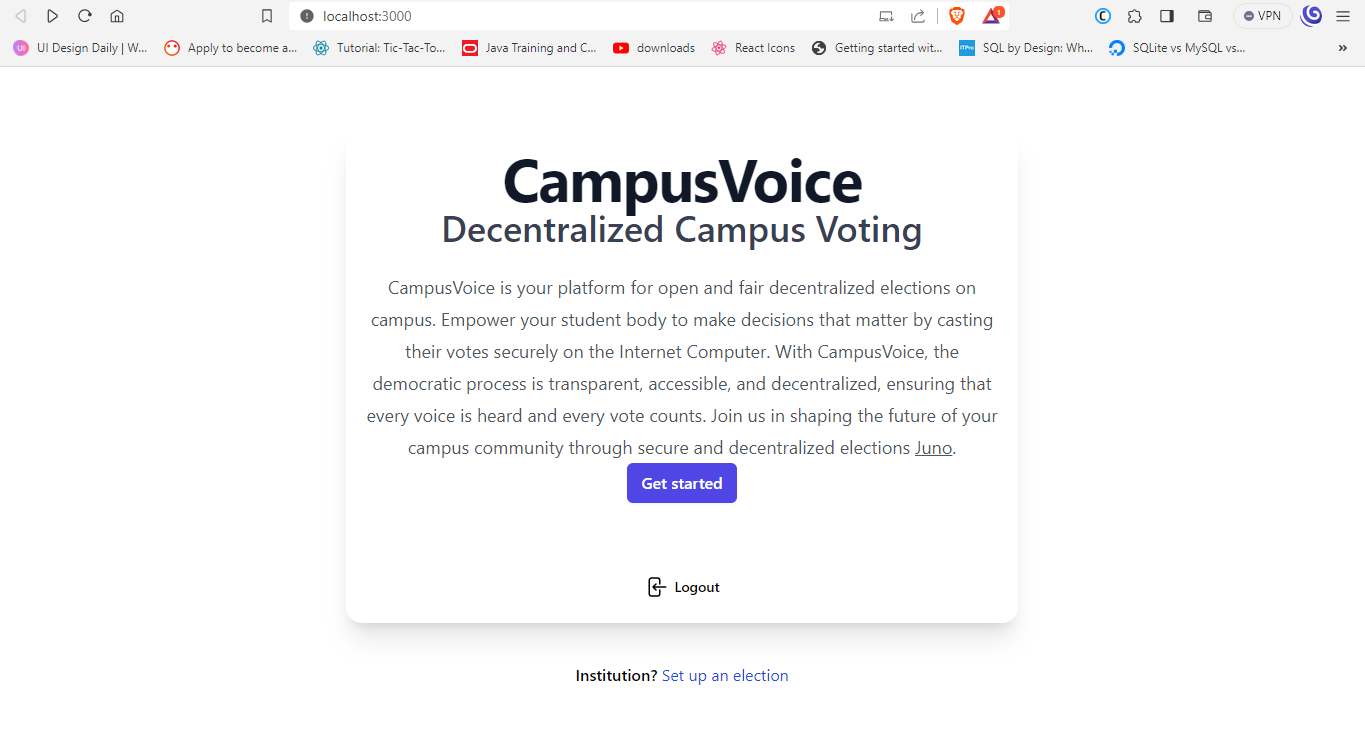 localhost:3000
1
VPN
UI
UI Design Daily | W...
Apply to become a...
Tutorial: Tic-Tac-To...
Java Training and C...
downloads
React Icons
Getting started wit...
ITPro
SQL by Design: Wh...
SQLite vs MySQL vs...
»
CampusVoice
Decentralized Campus Voting
CampusVoice is your platform for open and fair decentralized elections on
campus. Empower your student body to make decisions that matter by casting
their votes securely on the Internet Computer. With CampusVoice, the
democratic process is transparent, accessible, and decentralized, ensuring that
every voice is heard and every vote counts. Join us in shaping the future of your
campus community through secure and decentralized elections Juno.
Get started
Logout
Institution? Set up an election